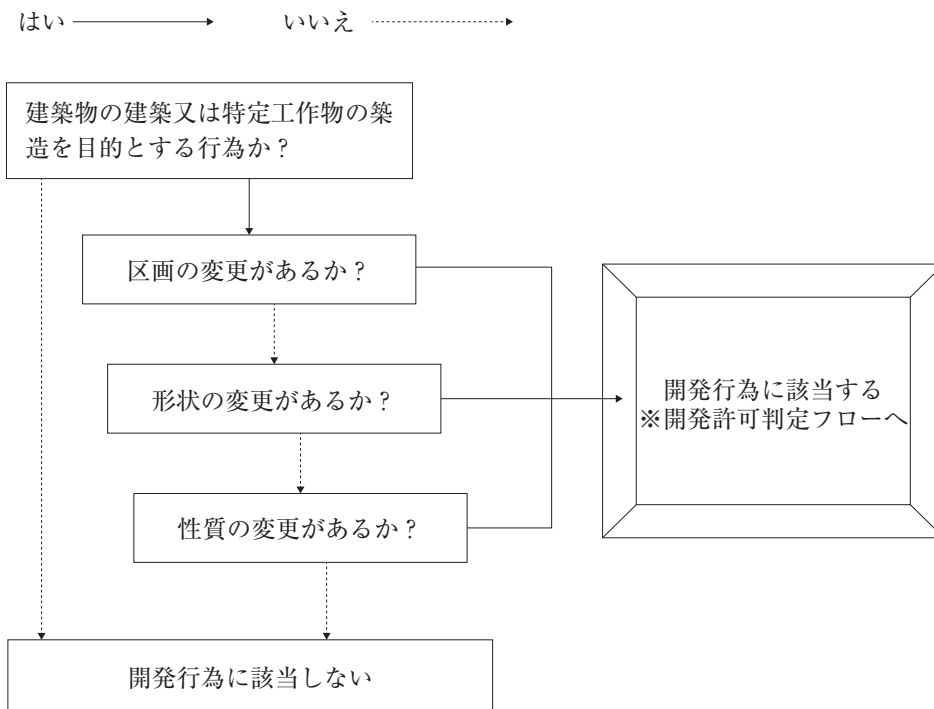 はい
いいえ
建築物の建築又は特定工作物の築
造を目的とする行為か？
区画の変更があるか？
形状の変更があるか？
開発行為に該当する
※開発許可判定フローへ
性質の変更があるか？
開発行為に該当しない